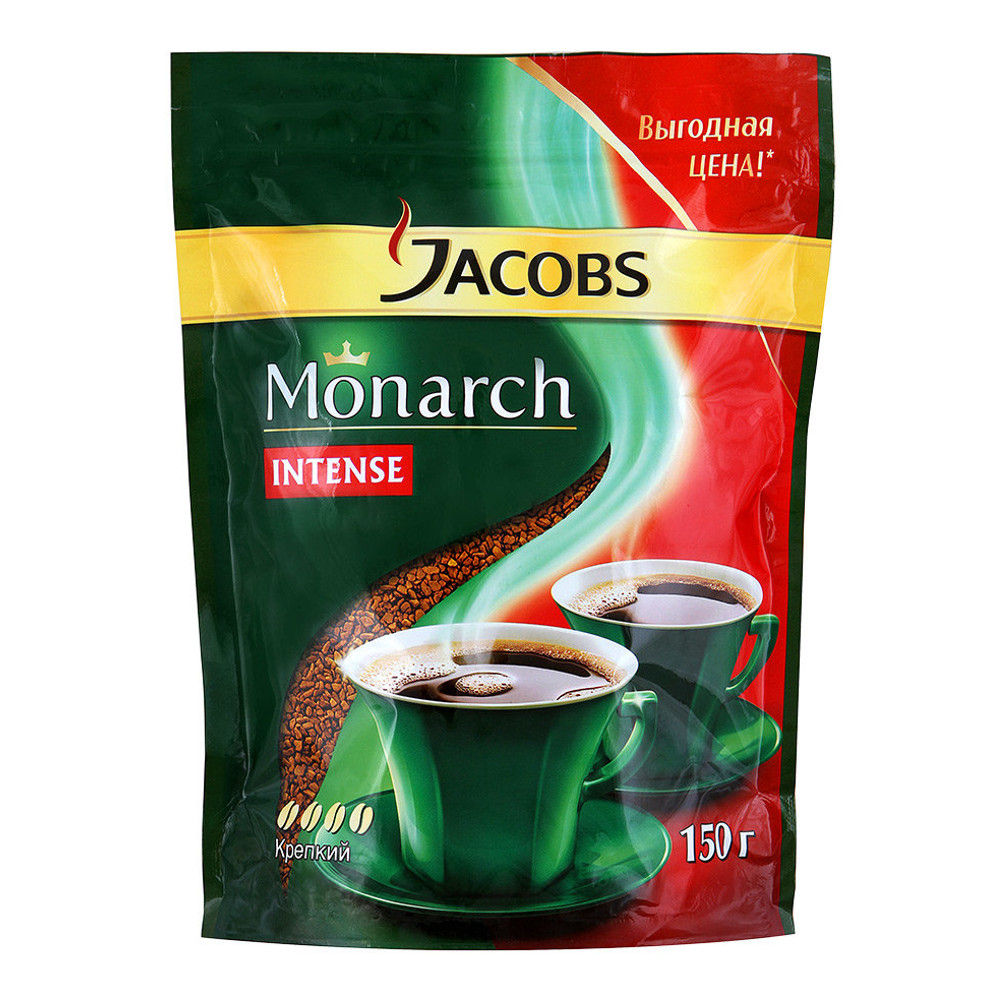 Выгодная
ЦЕНА!*
JACOBS
Monarch
INTENSE
Крепкий
150 г